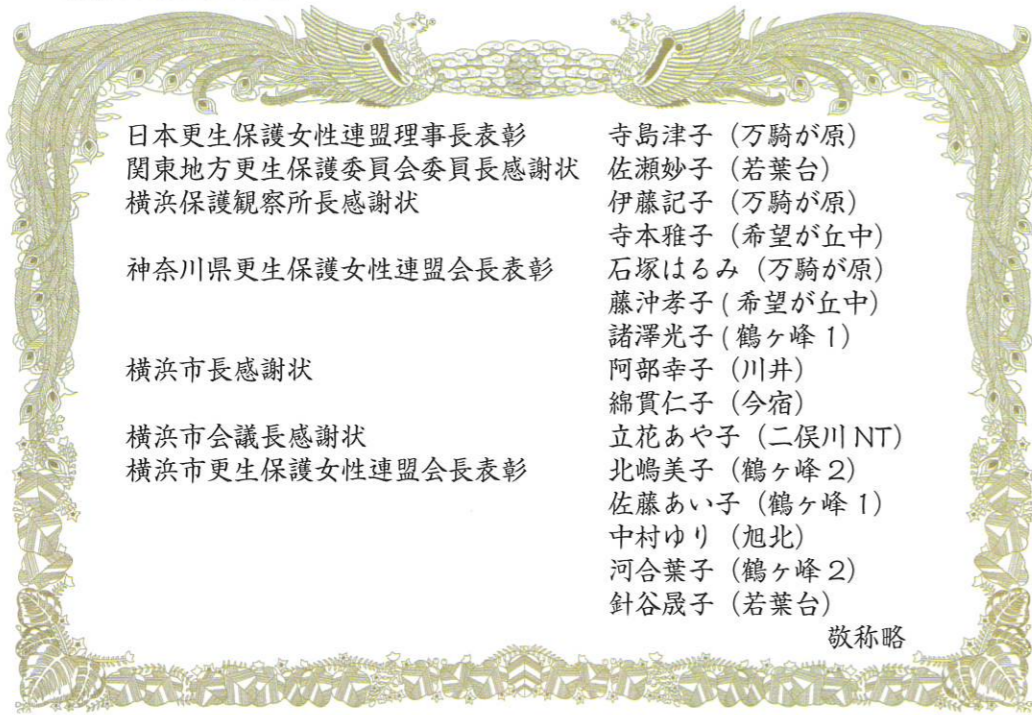 日本更生保護女性連盟理事長表彰 寺島津子（万騎が原）
関東地方更生保護委員会委員長感謝状 佐瀬妙子（若葉台）
横浜保護観察所長感謝状 伊藤記子（万騎が原）
寺本雅子（希望が丘中）
神奈川県更生保護女性連盟会長表彰 石塚はるみ（万騎が原）
藤沖孝子(希望が丘中）
諸澤光子(鶴ヶ峰1）
横浜市長感謝状 阿部幸子（川井）
綿貫仁子（今宿）
横浜市会議長感謝状 立花あや子（二俣川NT）
横浜市更生保護女性連盟会長表彰 北嶋美子（鶴ヶ峰2）
佐藤あい子（鶴ヶ峰1）
中村ゆり（旭北）
河合葉子（鶴ヶ峰2）
針谷晟子（若葉台）
敬称略